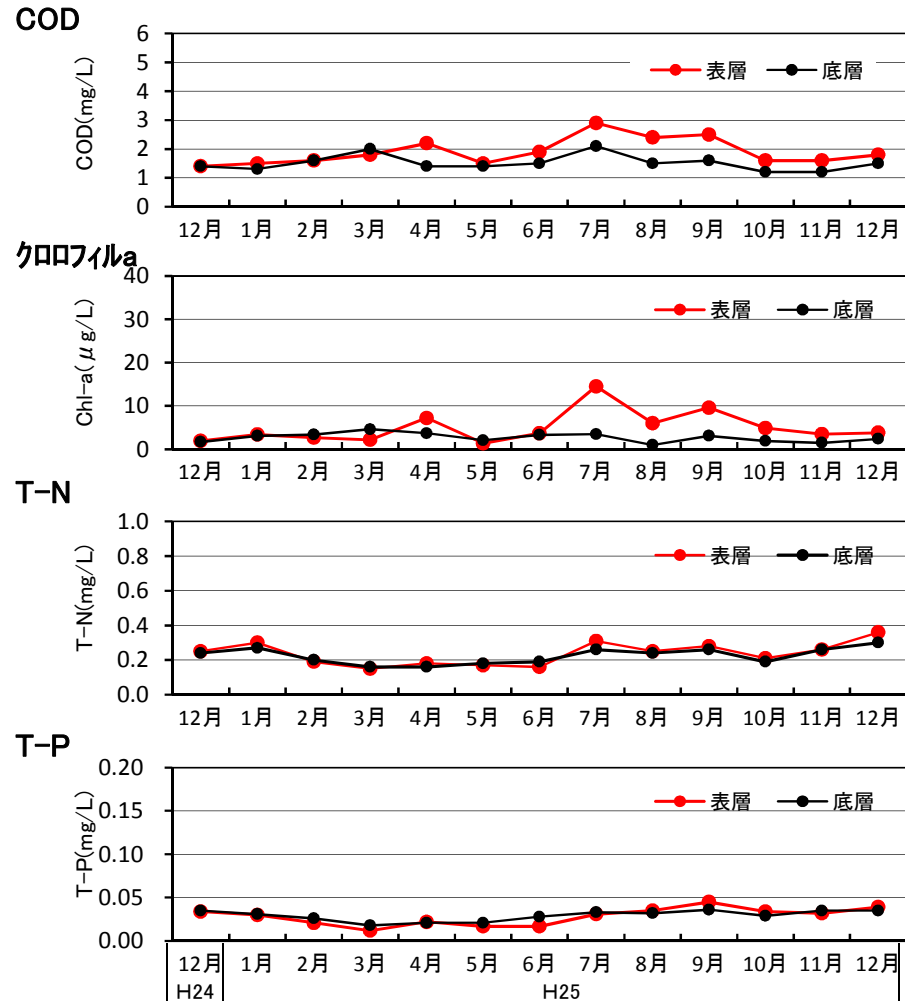 COD
COD(mg/L)
6
5
4
3
2
1
0
表層 底層
12月 1月 2月 3月 4月 5月 6月 7月 8月 9月 10月 11月 12月
クロロフィルa
Chl-a(μg/L)
40
30
20
10
0
表層 底層
12月 1月 2月 3月 4月 5月 6月 7月 8月 9月 10月 11月 12月
T-N
T-N(mg/L)
1.0
0.8
0.6
0.4
0.2
0.0
表層 底層
12月 1月 2月 3月 4月 5月 6月 7月 8月 9月 10月 11月 12月
T-P
T-P(mg/L)
0.20
0.15
0.10
0.05
0.00
表層 底層
12月 1月 2月 3月 4月 5月 6月 7月 8月 9月 10月 11月 12月
H24 H25